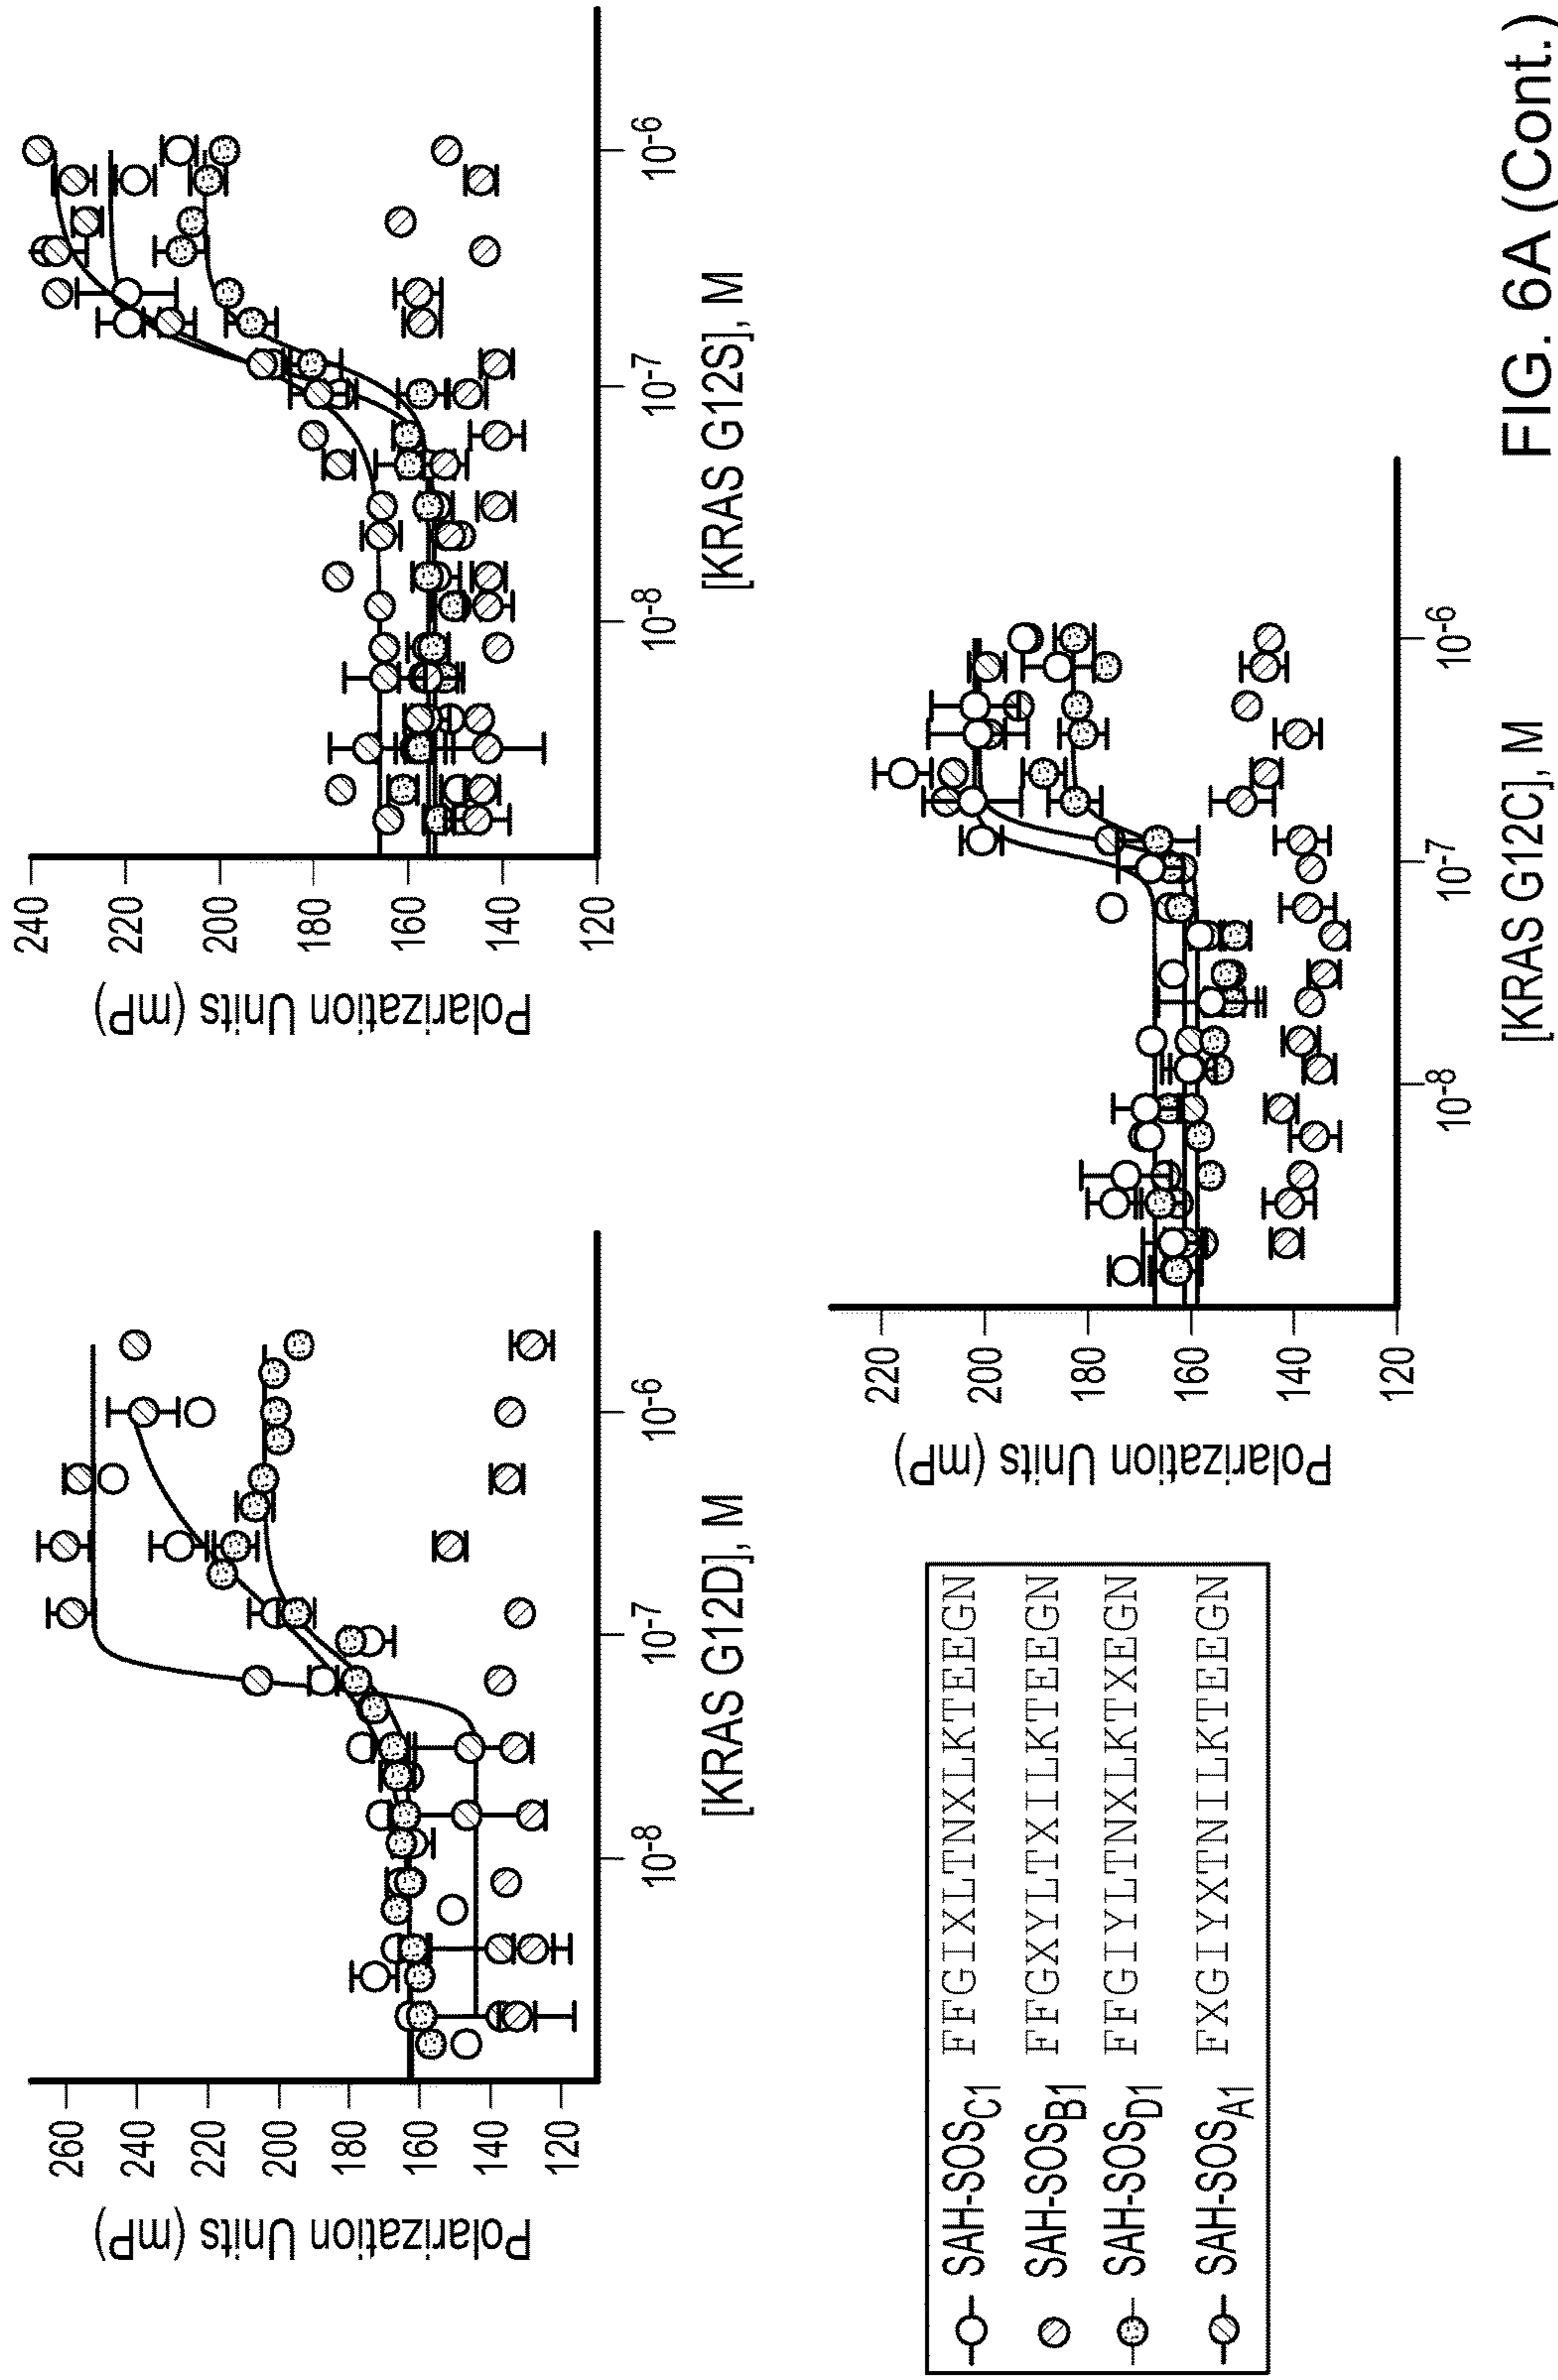 Polarization Units (mP)
260
240
220
200
180
160
140
120
10-8
10-7
10-6
[KRAS G12D], M
Polarization Units (mP)
240
220
200
180
160
140
120
10-8
10-7
10-6
[KRAS G12S], M
SAH-SOSC1 FFGIXLTNXLKTEEGN
SAH-SOSB1 FFGXYLTXILKTEEGN
SAH-SOSD1 FFGIYLTNXLKTXEGN
SAH-SOSA1 FXGIYXTNILKTEEGN
Polarization Units (mP)
220
200
180
160
140
120
10-8
10-7
10-6
[KRAS G12C], M
FIG. 6A (Cont.)